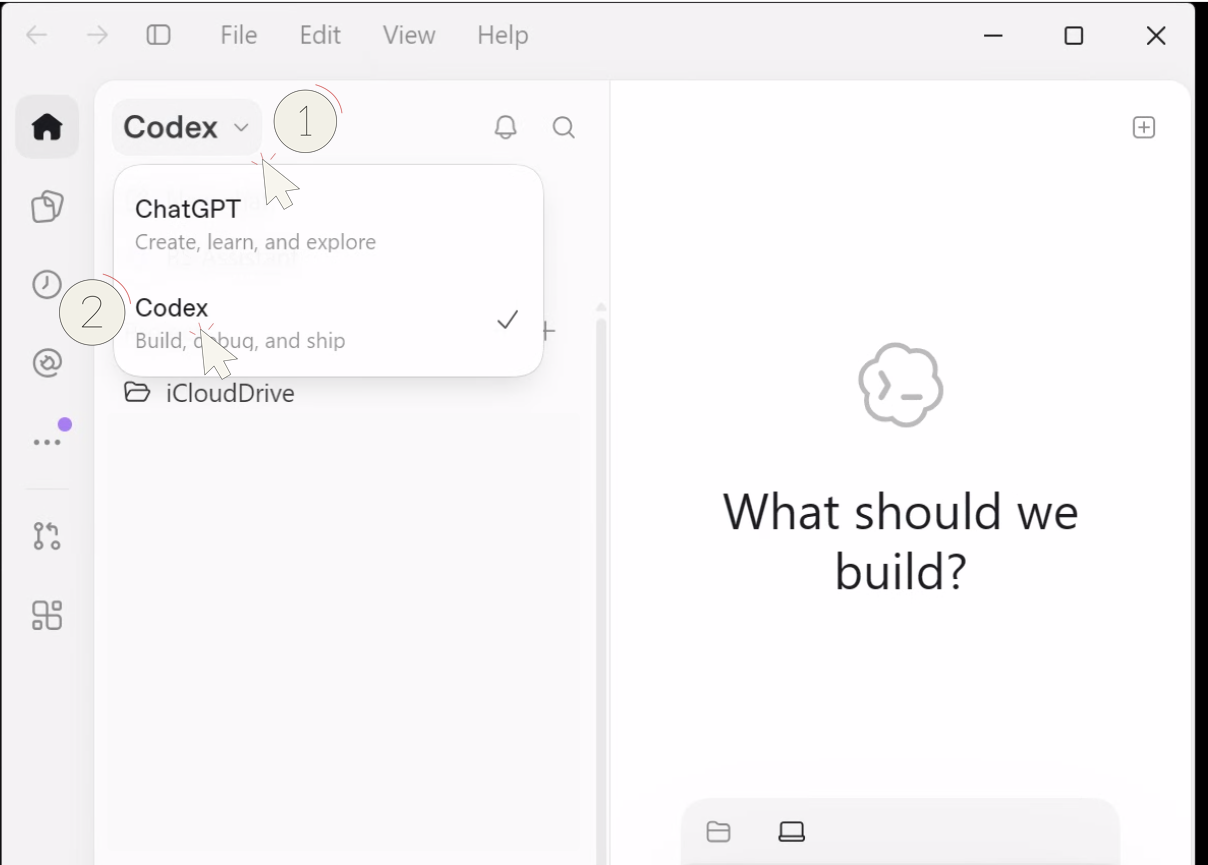 File Edit View Help
Codex
1
ChatGPT
Create, learn, and explore
2
Codex
Build, debug, and ship
iCloudDrive
What should we
build?